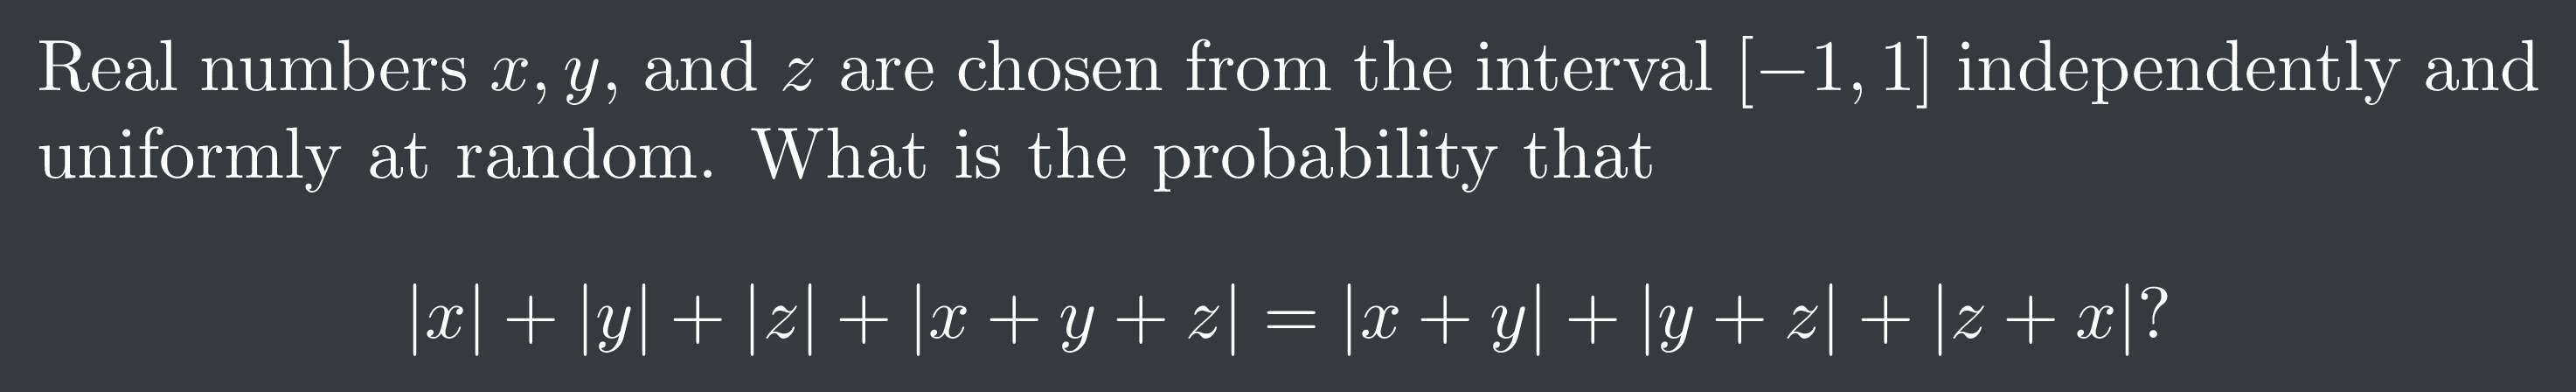 Real numbers x, y, and z are chosen from the interval [−1, 1] independently and
uniformly at random. What is the probability that
|x| + |y| + |z| + |x + y + z| = |x + y| + |y + z| + |z + x|?